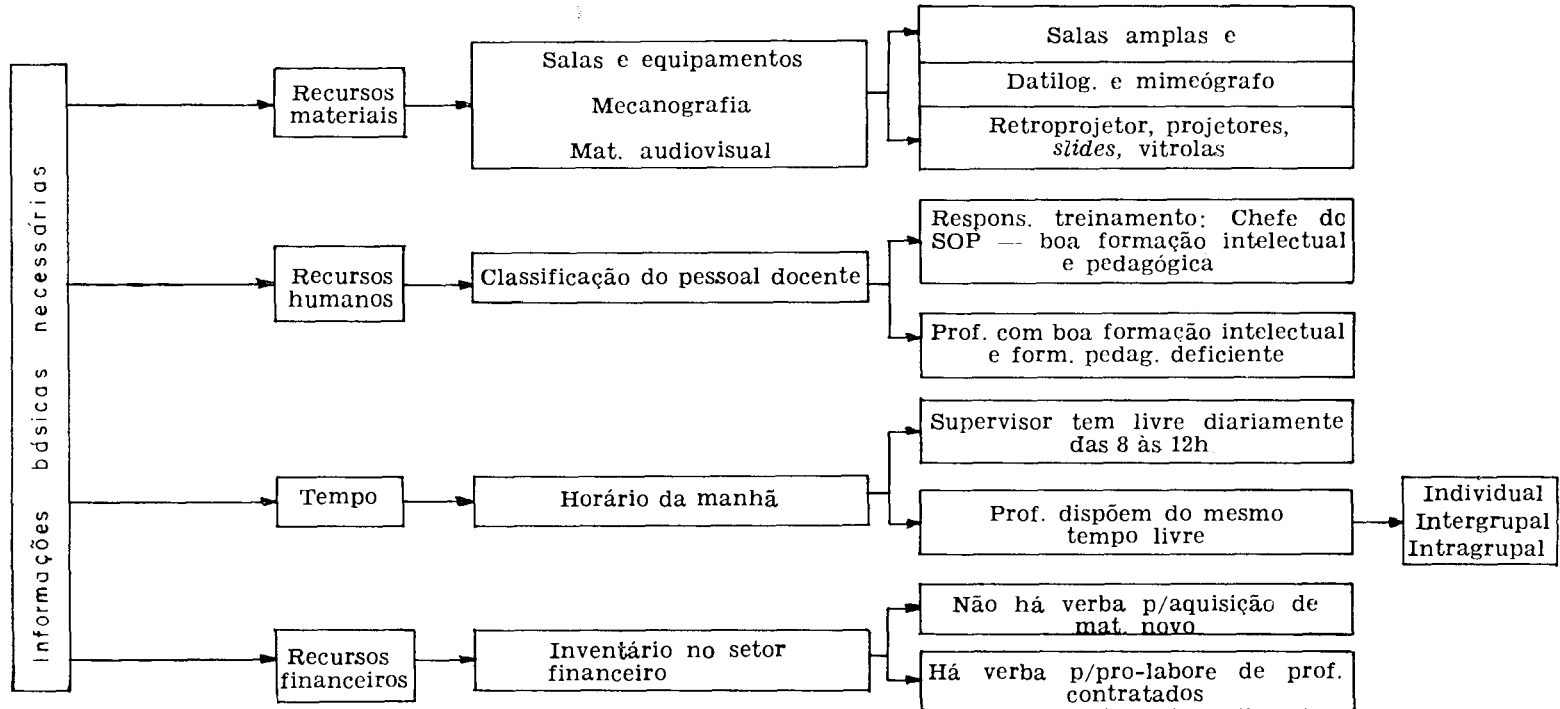 Informações básicas necessárias
Recursos
materiais
Salas e equipamentos
Mecanografia
Mat. audiovisual
Salas amplas e
Datilog. e mimeógrafo
Retroprojetor, projetores,
slides, vitrolas
Recursos
humanos
Classificação do pessoal docente
Respons. treinamento: Chefe do
SOP — boa formação intelectual
e pedagógica
Prof. com boa formação intelectual
e form. pedag. deficiente
Tempo
Horário da manhã
Supervisor tem livre diariamente
das 8 às 12h
Prof. dispõem do mesmo
tempo livre
Individual
Intergrupal
Intragrupal
Recursos
financeiros
Inventário no setor
financeiro
Não há verba p/aquisição de
mat. novo
Há verba p/pro-labore de prof.
contratados